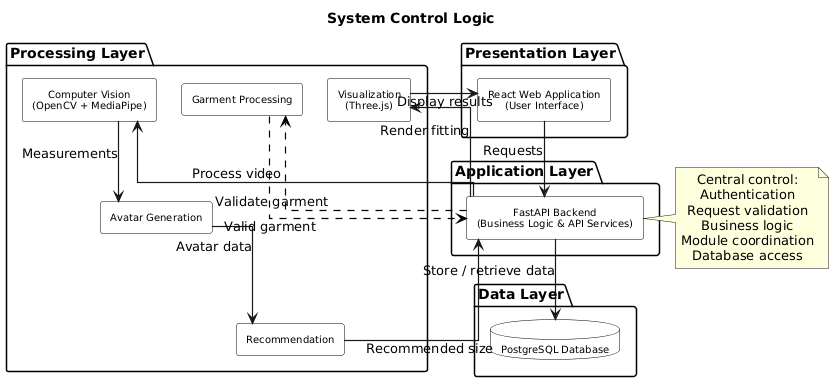 System Control Logic
Processing Layer
Presentation Layer
Computer Vision
(OpenCV + MediaPipe)
Garment Processing
Visualization
(Three.js)
React Web Application
(User Interface)
Display results
Render fitting
Measurements
Requests
Process video
Application Layer
Validate garment
Avatar Generation
FastAPI Backend
(Business Logic & API Services)
Central control:
Authentication
Request validation
Business logic
Module coordination
Database access
Valid garment
Avatar data
Store / retrieve data
Data Layer
Recommendation
Recommended size
PostgreSQL Database